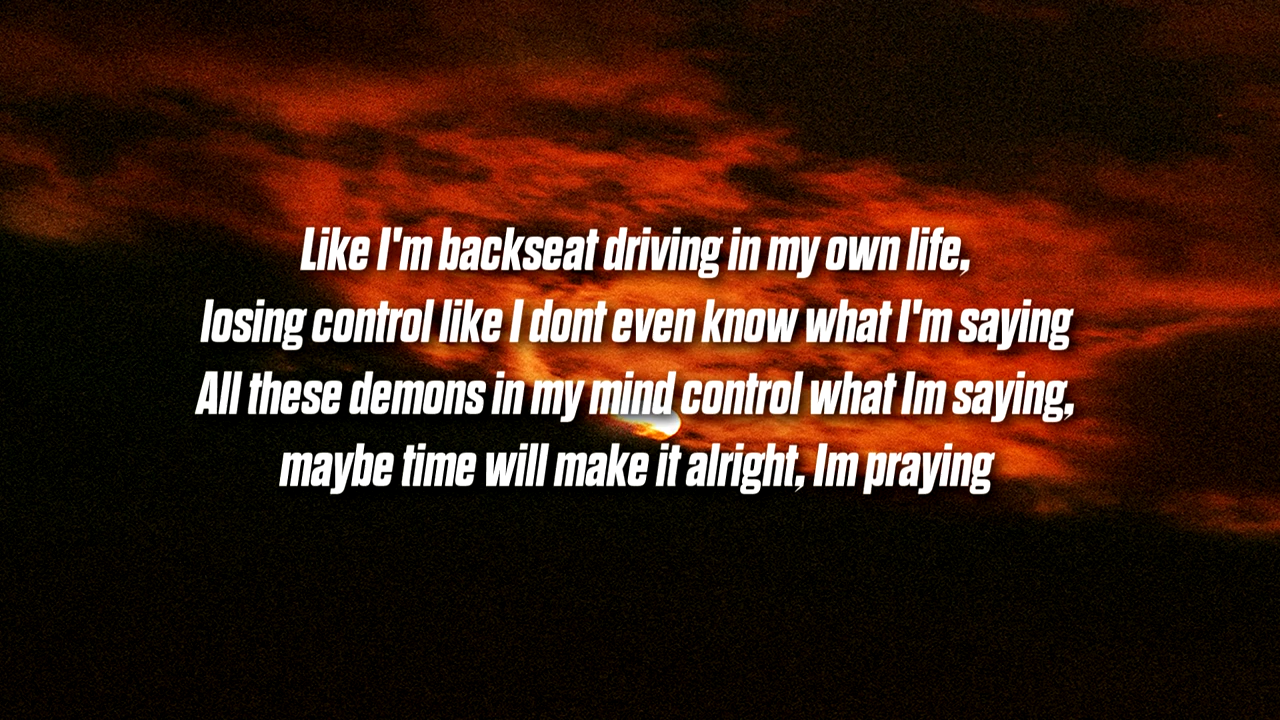 Like I'm backseat driving in my own life,
losing control like I dont even know what I'm saying
All these demons in my mind control what Im saying,
maybe time will make it alright, Im praying